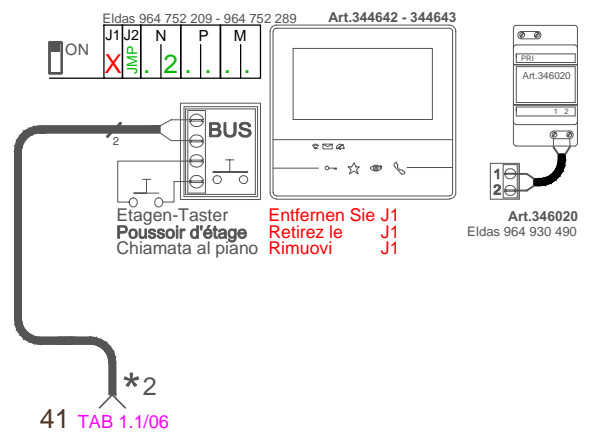 Eldas 964 752 209 - 964 752 289 Art.344642 - 344643
ON
J1 J2 N P M
X JMP . 2 . . . .
PRI
Art.346020
1 2
BUS
2
1
2
Etagen-Taster Entfernen Sie J1
Poussoir d'étage Retirez le J1
Chiamata al piano Rimuovi J1
Art.346020
Eldas 964 930 490
*2
41 TAB 1.1/06